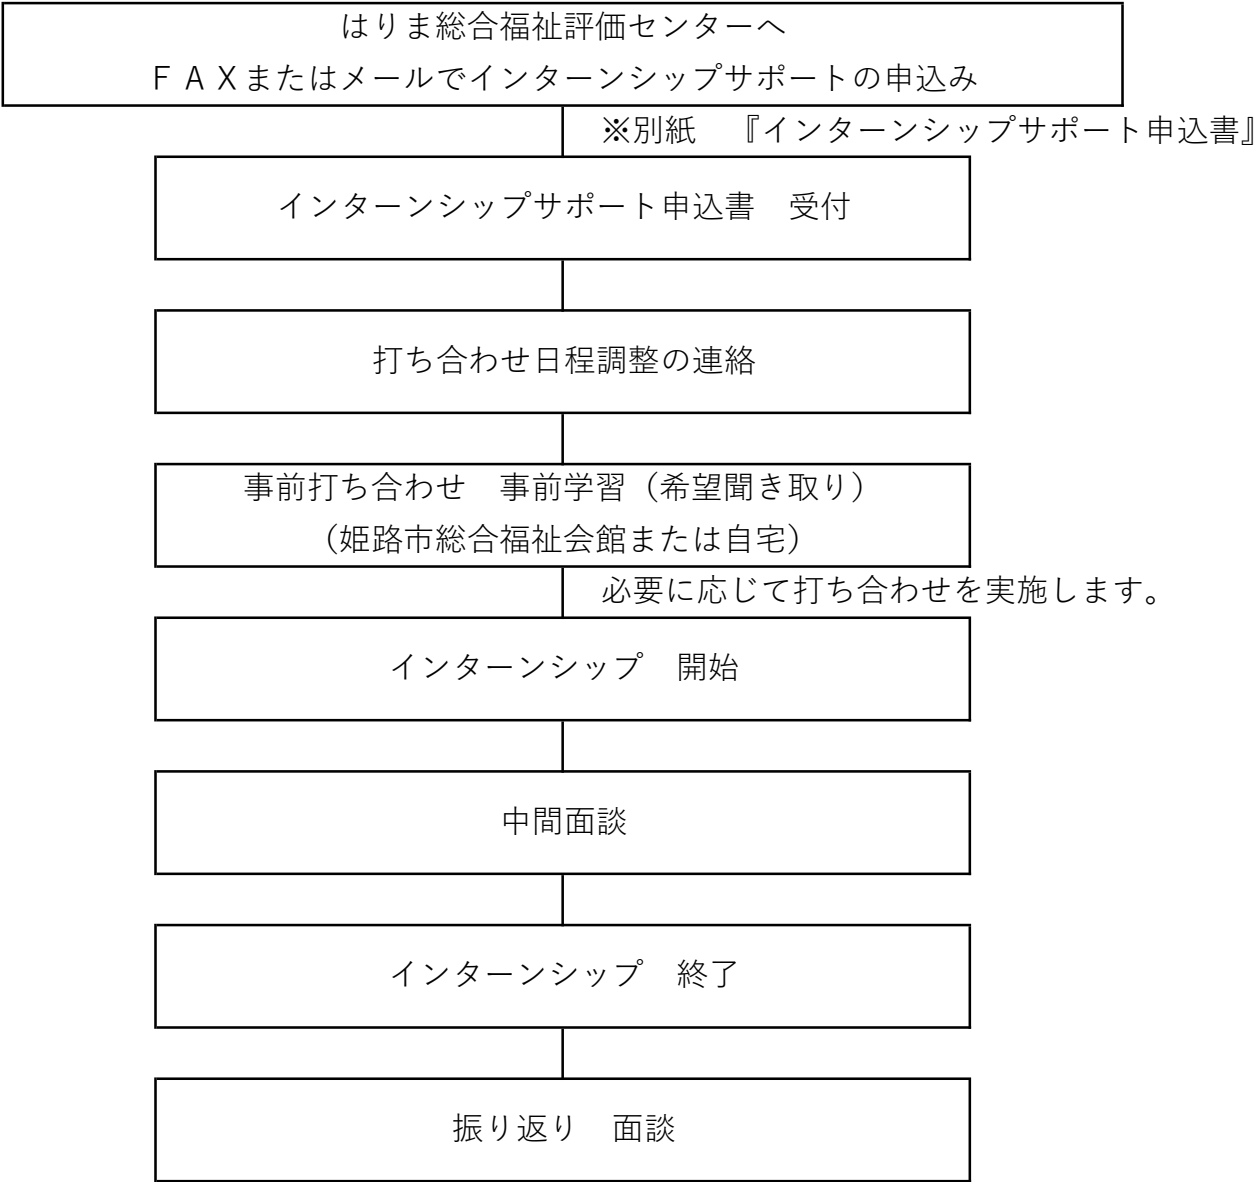 はりま総合福祉評価センターへ
ＦＡＸまたはメールでインターンシップサポートの申込み
※別紙　『インターンシップサポート申込書』
インターンシップサポート申込書　受付
打ち合わせ日程調整の連絡
事前打ち合わせ　事前学習（希望聞き取り）
（姫路市総合福祉会館または自宅）
必要に応じて打ち合わせを実施します。
インターンシップ　開始
中間面談
インターンシップ　終了
振り返り　面談